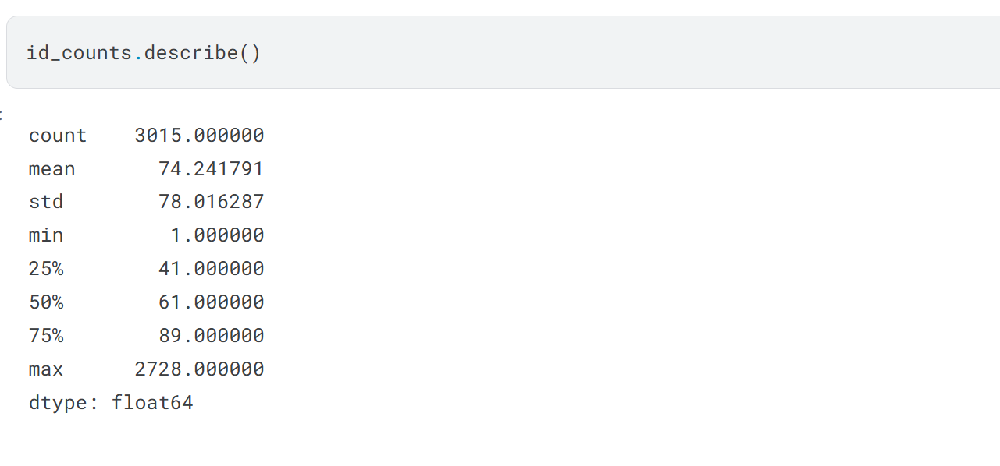 id_counts.describe()
:
count    3015.000000
mean       74.241791
std        78.016287
min         1.000000
25%        41.000000
50%        61.000000
75%        89.000000
max      2728.000000
dtype: float64